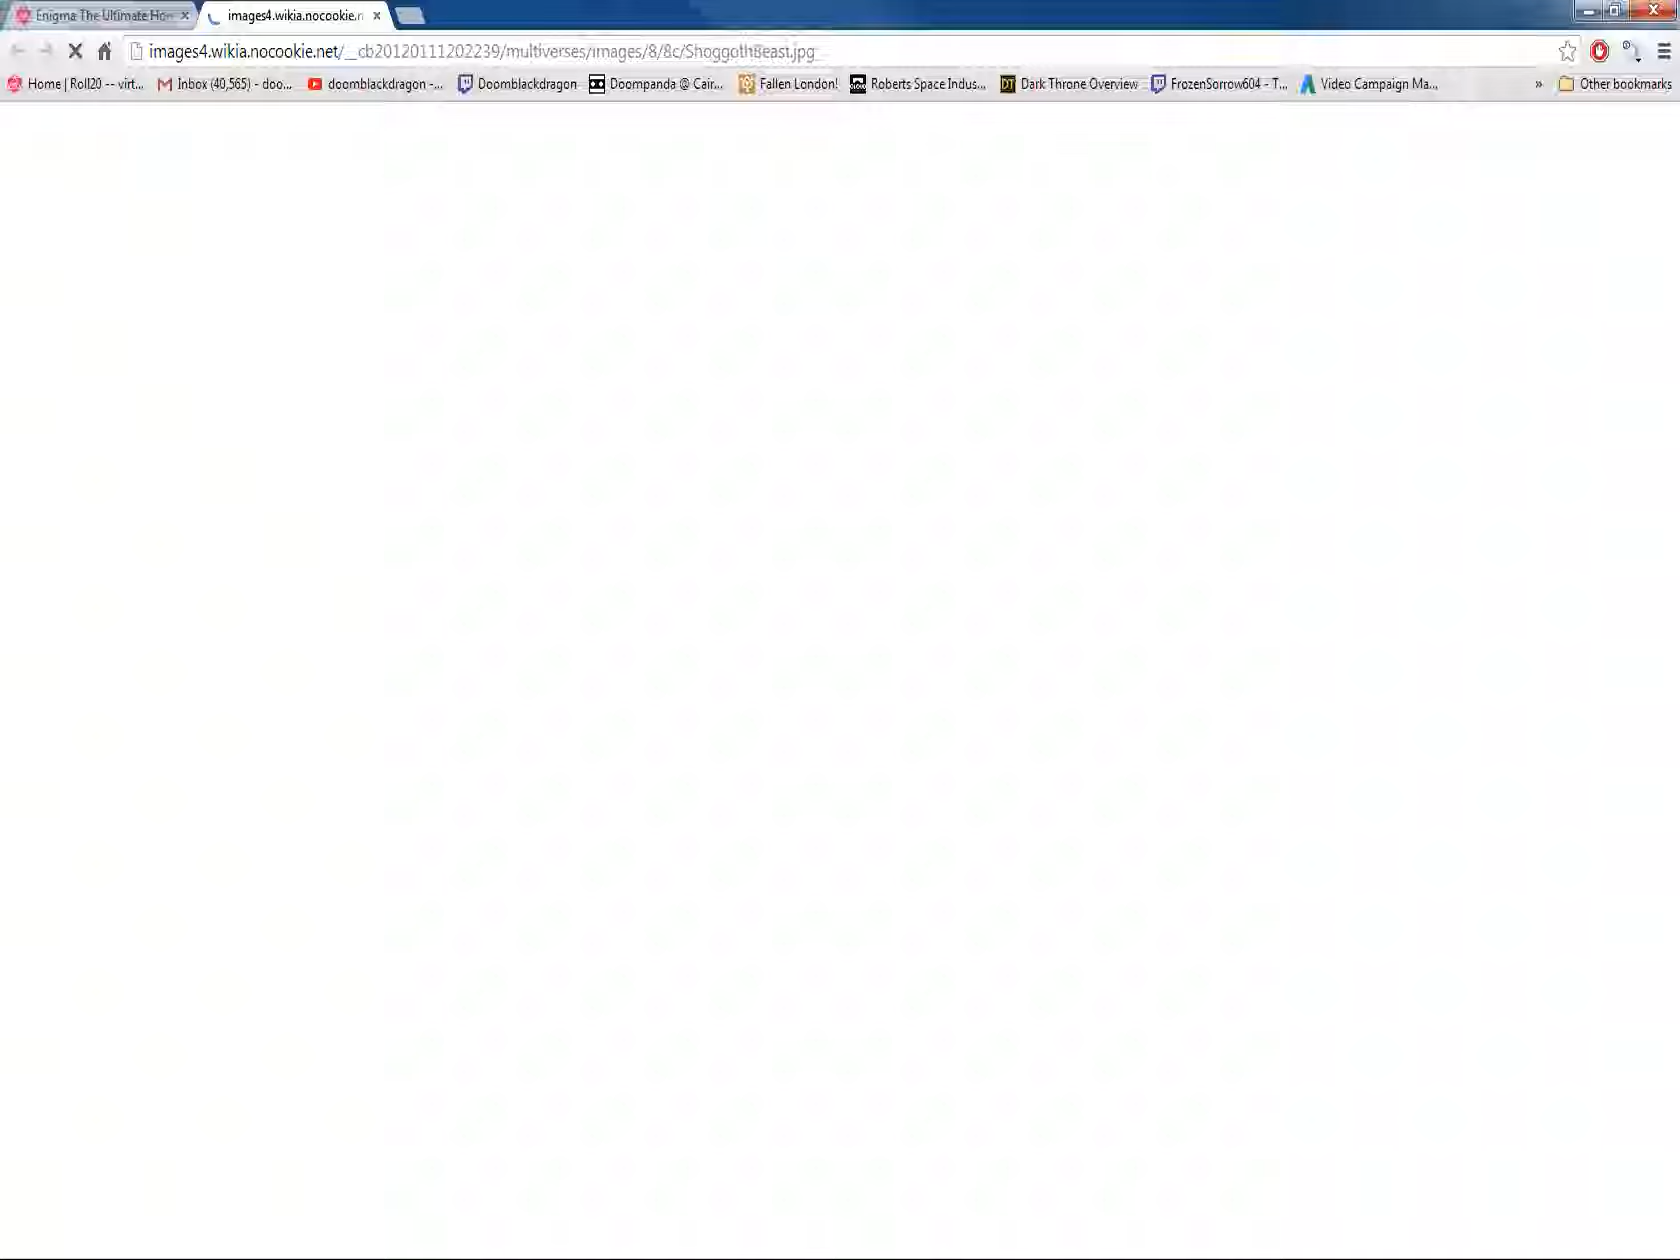 Enigma The Ultimate Hor
images4.wikia.nocookie.n
images4.wikia.nocookie.net/__cb20120111202239/multiverses/images/8/8c/ShoggothBeast.jpg
Home | Roll20 -- virt... Inbox (40,565) - doo... doomblackdragon -... Doomblackdragon Doompanda @ Cair... Fallen London! Roberts Space Indus... Dark Throne Overview FrozenSorrow604 - T... Video Campaign Ma... » Other bookmarks